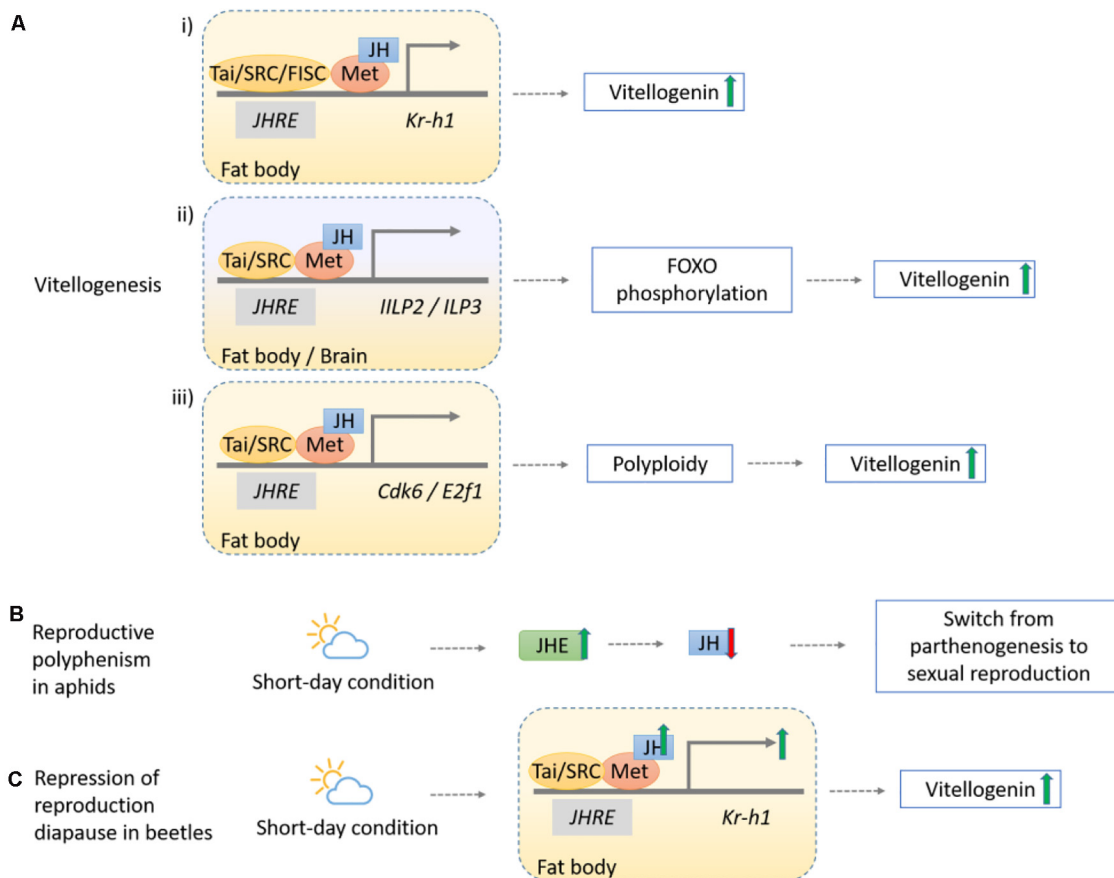 A
i)
JH
Tai/SRC/FISC
Met
JHRE
Kr-h1
Fat body
Vitellogenin
Vitellogenesis
ii)
JH
Tai/SRC
Met
JHRE
IILP2 / ILP3
Fat body / Brain
FOXO
phosphorylation
Vitellogenin
iii)
JH
Tai/SRC
Met
JHRE
Cdk6 / E2f1
Fat body
Polyploidy
Vitellogenin
B
Reproductive
polyphenism
in aphids
Short-day condition
JHE
JH
Switch from
parthenogenesis to
sexual reproduction
C
Repression of
reproduction
diapause in beetles
Short-day condition
JH
Tai/SRC
Met
JHRE
Kr-h1
Fat body
Vitellogenin